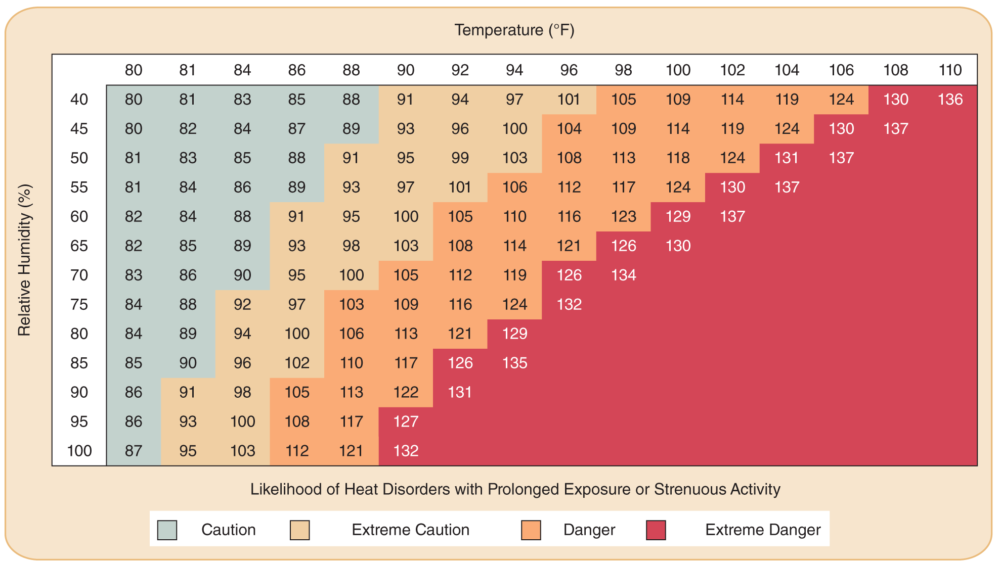 Temperature (°F)
80 81 84 86 88 90 92 94 96 98 100 102 104 106 108 110
Relative Humidity (%)
40 80 81 83 85 88 91 94 97 101 105 109 114 119 124 130 136
45 80 82 84 87 89 93 96 100 104 109 114 119 124 130 137
50 81 83 85 88 91 95 99 103 108 113 118 124 131 137
55 81 84 86 89 93 97 101 106 112 117 124 130 137
60 82 84 88 91 95 100 105 110 116 123 129 137
65 82 85 89 93 98 103 108 114 121 126 130
70 83 86 90 95 100 105 112 119 126 134
75 84 88 92 97 103 109 116 124 132
80 84 89 94 100 106 113 121 129
85 85 90 96 102 110 117 126 135
90 86 91 98 105 113 122 131
95 86 93 100 108 117 127
100 87 95 103 112 121 132
Likelihood of Heat Disorders with Prolonged Exposure or Strenuous Activity
Caution Extreme Caution Danger Extreme Danger